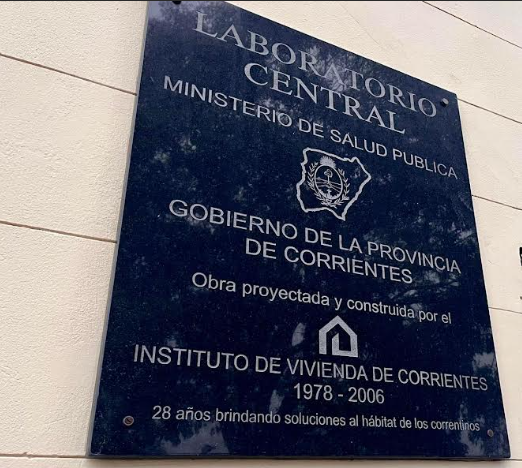 LABORATORIO
CENTRAL
MINISTERIO DE SALUD PUBLICA
GOBIERNO DE LA PROVINCIA
DE CORRIENTES
Obra proyectada y construida por el
INSTITUTO DE VIVIENDA DE CORRIENTES
1978 - 2006
28 años brindando soluciones al hábitat de los correntinos